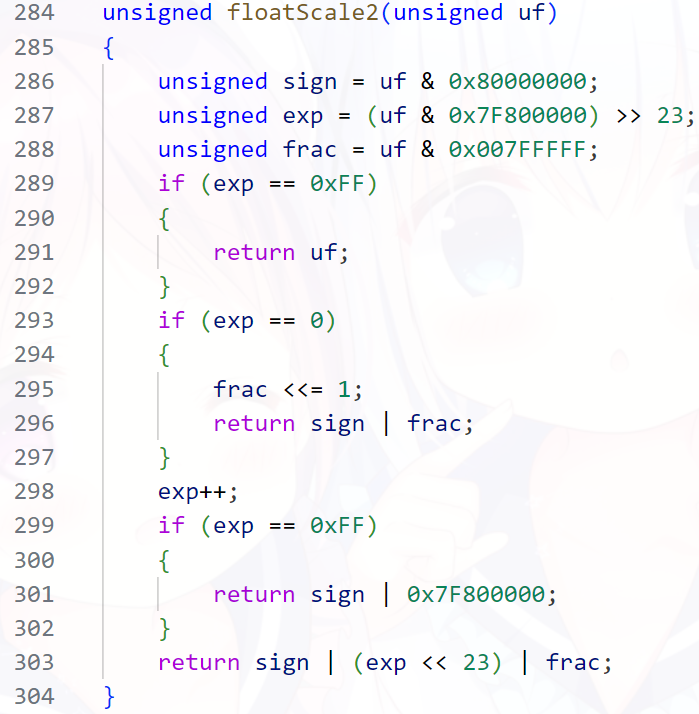 284 unsigned floatScale2(unsigned uf)
285 {
286     unsigned sign = uf & 0x80000000;
287     unsigned exp = (uf & 0x7F800000) >> 23;
288     unsigned frac = uf & 0x007FFFFF;
289     if (exp == 0xFF)
290     {
291         return uf;
292     }
293     if (exp == 0)
294     {
295         frac <<= 1;
296         return sign | frac;
297     }
298     exp++;
299     if (exp == 0xFF)
300     {
301         return sign | 0x7F800000;
302     }
303     return sign | (exp << 23) | frac;
304 }